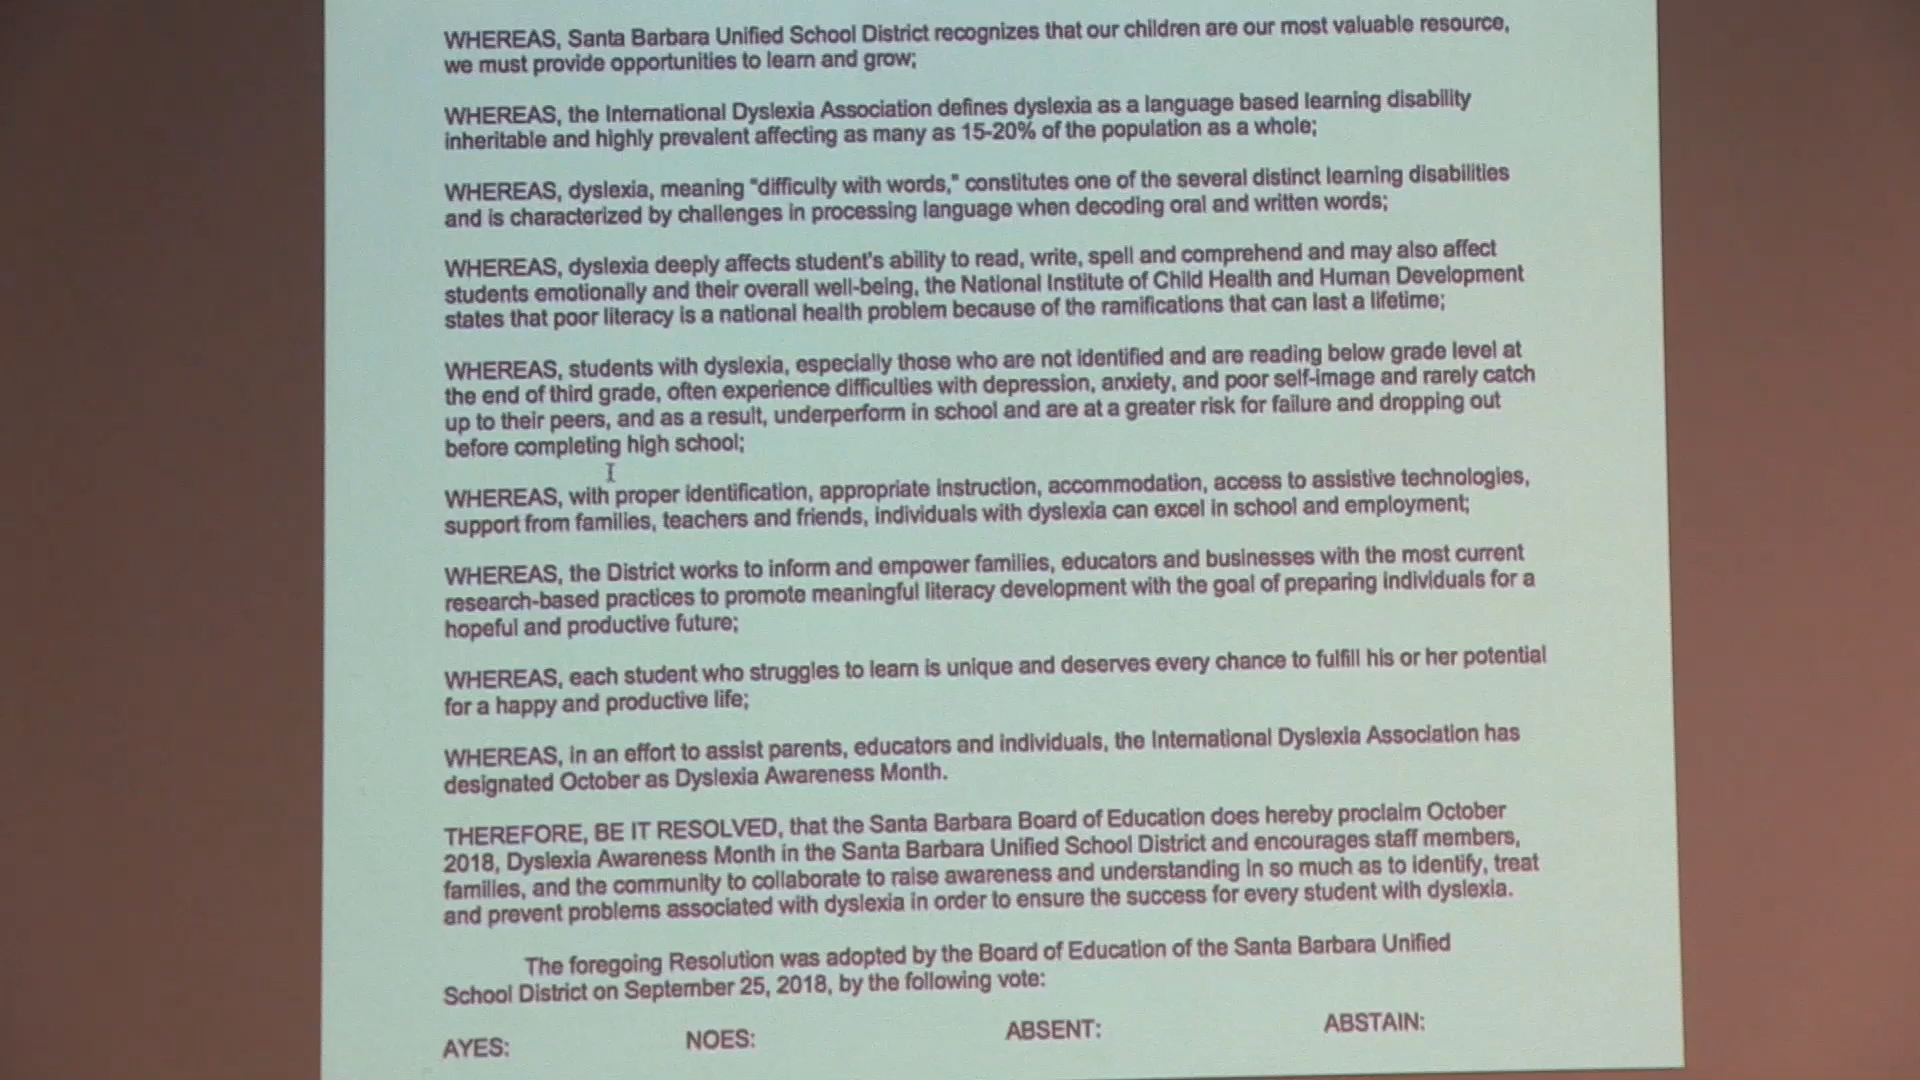 WHEREAS, Santa Barbara Unified School District recognizes that our children are our most valuable resource,
we must provide opportunities to learn and grow;
WHEREAS, the International Dyslexia Association defines dyslexia as a language based learning disability
inheritable and highly prevalent affecting as many as 15-20% of the population as a whole;
WHEREAS, dyslexia, meaning "difficulty with words," constitutes one of the several distinct learning disabilities
and is characterized by challenges in processing language when decoding oral and written words;
WHEREAS, dyslexia deeply affects student's ability to read, write, spell and comprehend and may also affect
students emotionally and their overall well-being, the National Institute of Child Health and Human Development
states that poor literacy is a national health problem because of the ramifications that can last a lifetime;
WHEREAS, students with dyslexia, especially those who are not identified and are reading below grade level at
the end of third grade, often experience difficulties with depression, anxiety, and poor self-image and rarely catch
up to their peers, and as a result, underperform in school and are at a greater risk for failure and dropping out
before completing high school;
WHEREAS, with proper identification, appropriate instruction, accommodation, access to assistive technologies,
support from families, teachers and friends, individuals with dyslexia can excel in school and employment;
WHEREAS, the District works to inform and empower families, educators and businesses with the most current
research-based practices to promote meaningful literacy development with the goal of preparing individuals for a
hopeful and productive future;
WHEREAS, each student who struggles to learn is unique and deserves every chance to fulfill his or her potential
for a happy and productive life;
WHEREAS, in an effort to assist parents, educators and individuals, the International Dyslexia Association has
designated October as Dyslexia Awareness Month.
THEREFORE, BE IT RESOLVED, that the Santa Barbara Board of Education does hereby proclaim October
2018, Dyslexia Awareness Month in the Santa Barbara Unified School District and encourages staff members,
families, and the community to collaborate to raise awareness and understanding in so much as to identify, treat
and prevent problems associated with dyslexia in order to ensure the success for every student with dyslexia.
The foregoing Resolution was adopted by the Board of Education of the Santa Barbara Unified
School District on September 25, 2018, by the following vote:
AYES: NOES: ABSENT: ABSTAIN: